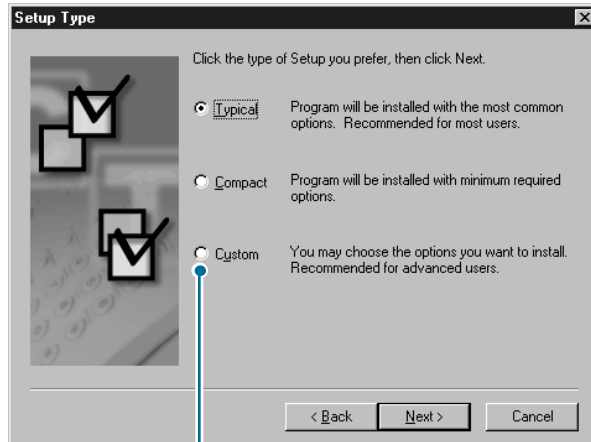 Setup Type
Click the type of Setup you prefer, then click Next.
Typical
Program will be installed with the most common
options. Recommended for most users.
Compact
Program will be installed with minimum required
options.
Custom
You may choose the options you want to install.
Recommended for advanced users.
< Back
Next >
Cancel